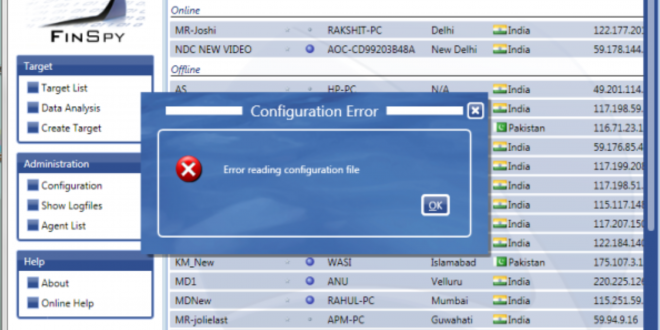 FINSPY
Target
Target List
Data Analysis
Create Target
Administration
Configuration
Show Logfiles
Agent List
Help
About
Online Help
Online
MR-Joshi RAKSHIT-PC Delhi India 122.177.20
NDC NEW VIDEO AOC-CD99203B48A New Delhi India 59.178.144.
Offline
AS HP-PC N/A India 49.201.114.
India 117.198.59.
Pakistan 116.71.23.1
India 59.176.85.4
India 117.199.20
India 117.198.51.
India 115.117.14
India 117.207.15
India 122.184.14
KM_New WASI Islamabad Pakistan 175.107.3.1
MD1 ANU Velluru India 220.225.12
MDNew RAHUL-PC Mumbai India 115.251.59.
MR-jolielast APM-PC Guwahati India 59.94.9.16
Configuration Error
Error reading configuration file
OK